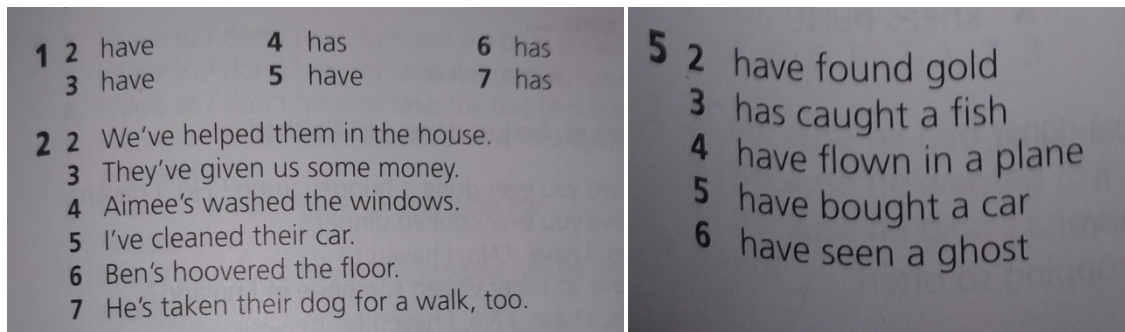 1 2 have 4 has 6 has
3 have 5 have 7 has
2 2 We've helped them in the house.
3 They've given us some money.
4 Aimee's washed the windows.
5 I've cleaned their car.
6 Ben's hoovered the floor.
7 He's taken their dog for a walk, too.
5 2 have found gold
3 has caught a fish
4 have flown in a plane
5 have bought a car
6 have seen a ghost